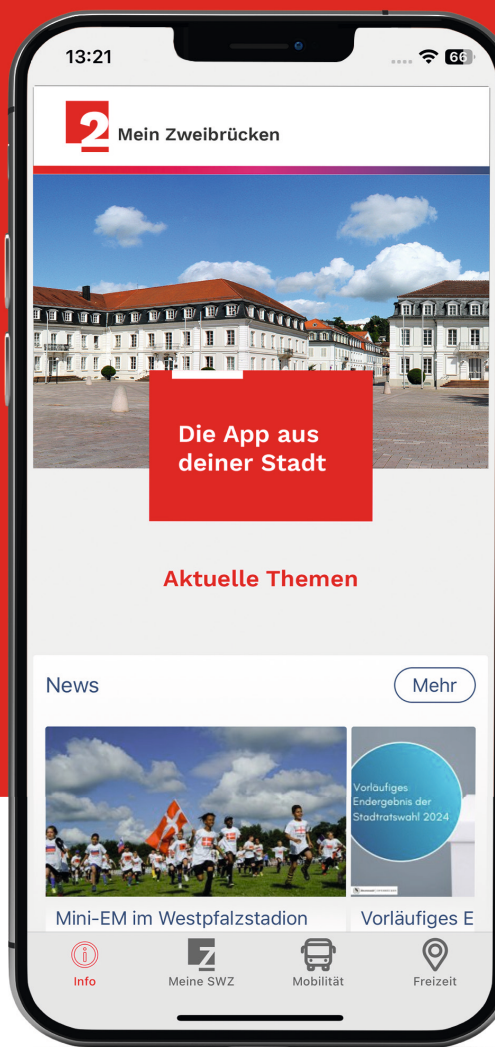 13:21
66
2 Mein Zweibrücken
Die App aus
deiner Stadt
Aktuelle Themen
News
Mehr
Vorläufiges
Endergebnis der
Stadtratswahl 2024
Mini-EM im Westpfalzstadion
Vorläufiges E
Info
Meine SWZ
Mobilität
Freizeit